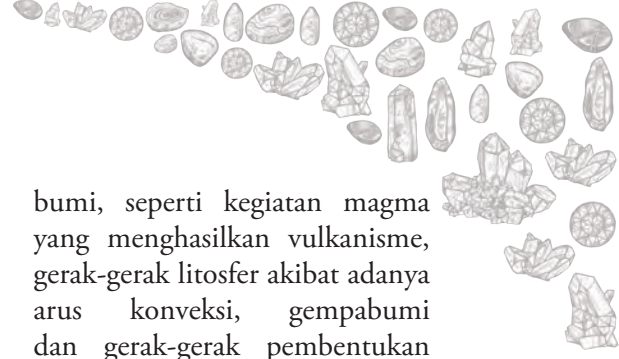 bumi, seperti kegiatan magma
yang menghasilkan vulkanisme,
gerak-gerak litosfer akibat adanya
arus konveksi, gempabumi
dan gerak-gerak pembentukan